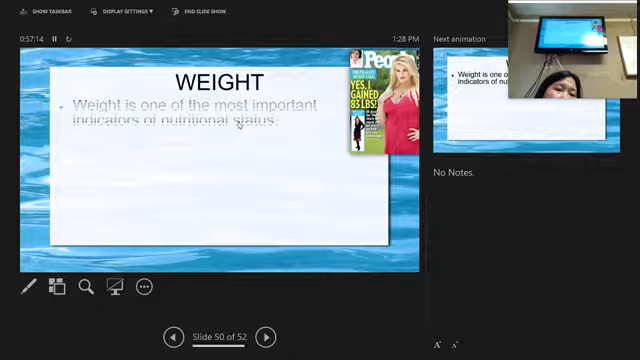 SHOW TASKBAR
DISPLAY SETTINGS ▼
END SLIDE SHOW
0:57:14
1:28 PM
WEIGHT
• Weight is one of the most important
indicators of nutritional status.
People
YES, I
GAINED
83 LBS!
Next animation
• Weight is one of
indicators of nu
No Notes.
Slide 50 of 52
A
A